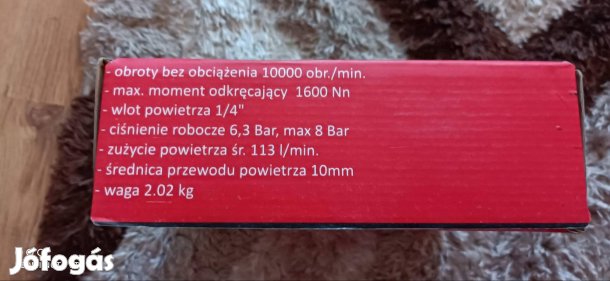 - obroty bez obciążenia 10000 obr./min.
- max. moment odkręcający 1600 Nn
- wlot powietrza 1/4"
- ciśnienie robocze 6,3 Bar, max 8 Bar
- zużycie powietrza śr. 113 l/min.
- średnica przewodu powietrza 10mm
- waga 2.02 kg
Jófogás